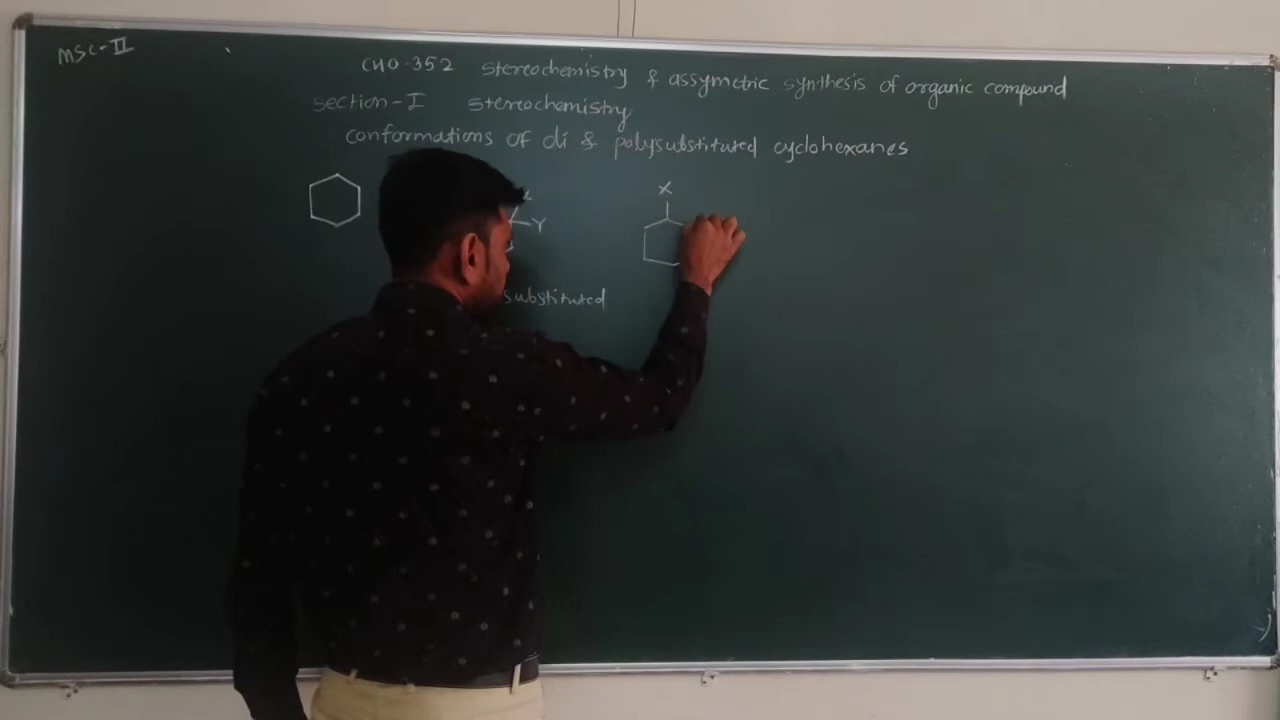 MSC-II
CHO-352 stereochemistry & assymetric synthesis of organic compound
section-I stereochemistry
conformations of di & polysubstituted cyclohexanes
X
Y
substituted